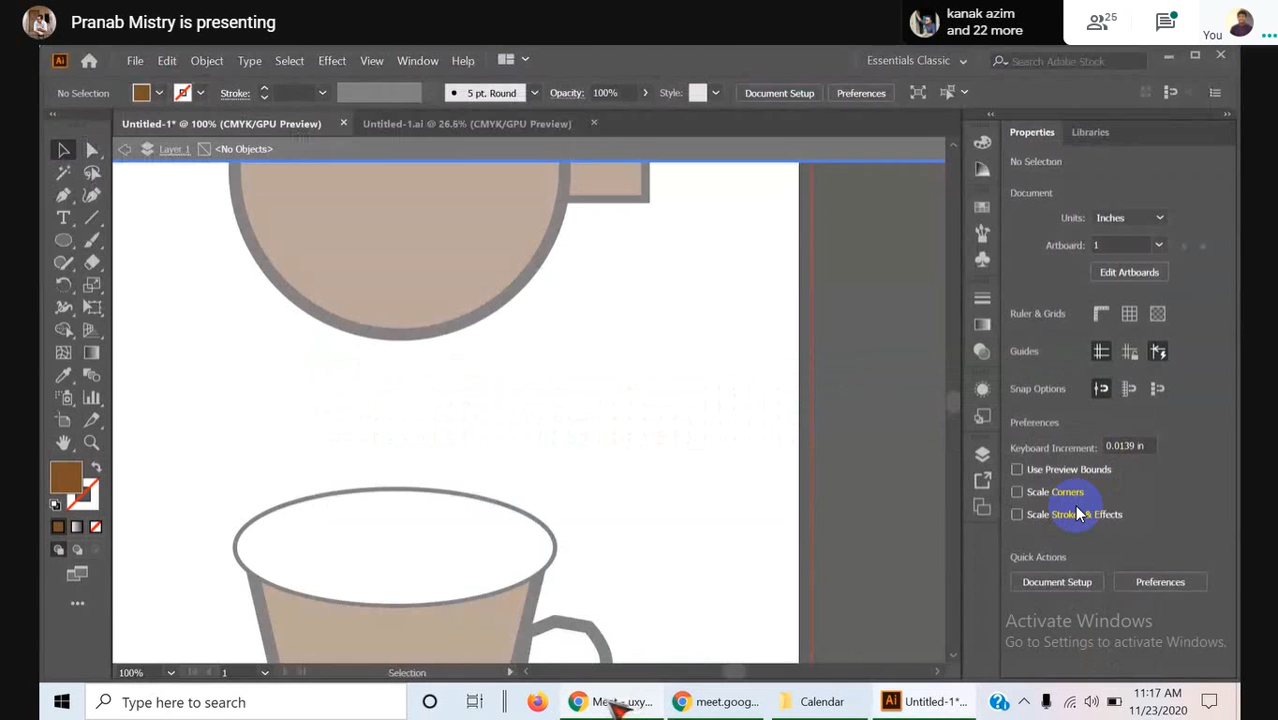 Pranab Mistry is presenting
kanak azim
and 22 more
25
You
Ai
File Edit Object Type Select Effect View Window Help
Essentials Classic
Search Adobe Stock
No Selection
Stroke:
5 pt. Round
Opacity: 100%
Style:
Document Setup
Preferences
Untitled-1* @ 100% (CMYK/GPU Preview)
Untitled-1.ai @ 26.5% (CMYK/GPU Preview)
Layer 1
<No Objects>
Properties
Libraries
No Selection
Document
Units: Inches
Artboard: 1
Edit Artboards
Ruler & Grids
Guides
Snap Options
Preferences
Keyboard Increment: 0.0139 in
Use Preview Bounds
Scale Corners
Scale Strokes & Effects
Quick Actions
Document Setup
Preferences
Activate Windows
Go to Settings to activate Windows.
100%
1
Selection
Type here to search
Meet - uxy...
meet.goog...
Calendar
Ai
Untitled-1*...
11:17 AM
11/23/2020